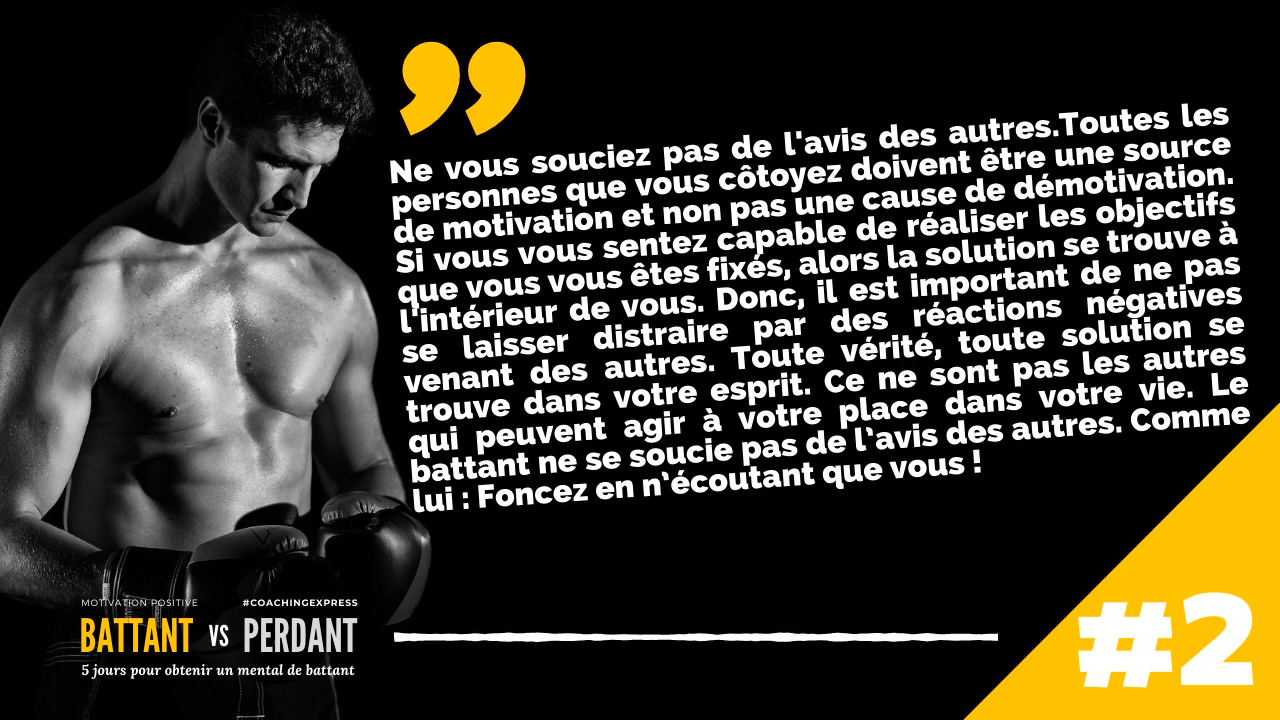 Ne vous souciez pas de l'avis des autres.Toutes les
personnes que vous côtoyez doivent être une source
de motivation et non pas une cause de démotivation.
Si vous vous sentez capable de réaliser les objectifs
que vous vous êtes fixés, alors la solution se trouve à
l'intérieur de vous. Donc, il est important de ne pas
se laisser distraire par des réactions négatives
venant des autres. Toute vérité, toute solution se
trouve dans votre esprit. Ce ne sont pas les autres
qui peuvent agir à votre place dans votre vie. Le
battant ne se soucie pas de l‛avis des autres. Comme
lui : Foncez en n‛écoutant que vous !
MOTIVATION POSITIVE #COACHINGEXPRESS
BATTANT VS PERDANT
5 jours pour obtenir un mental de battant
#2